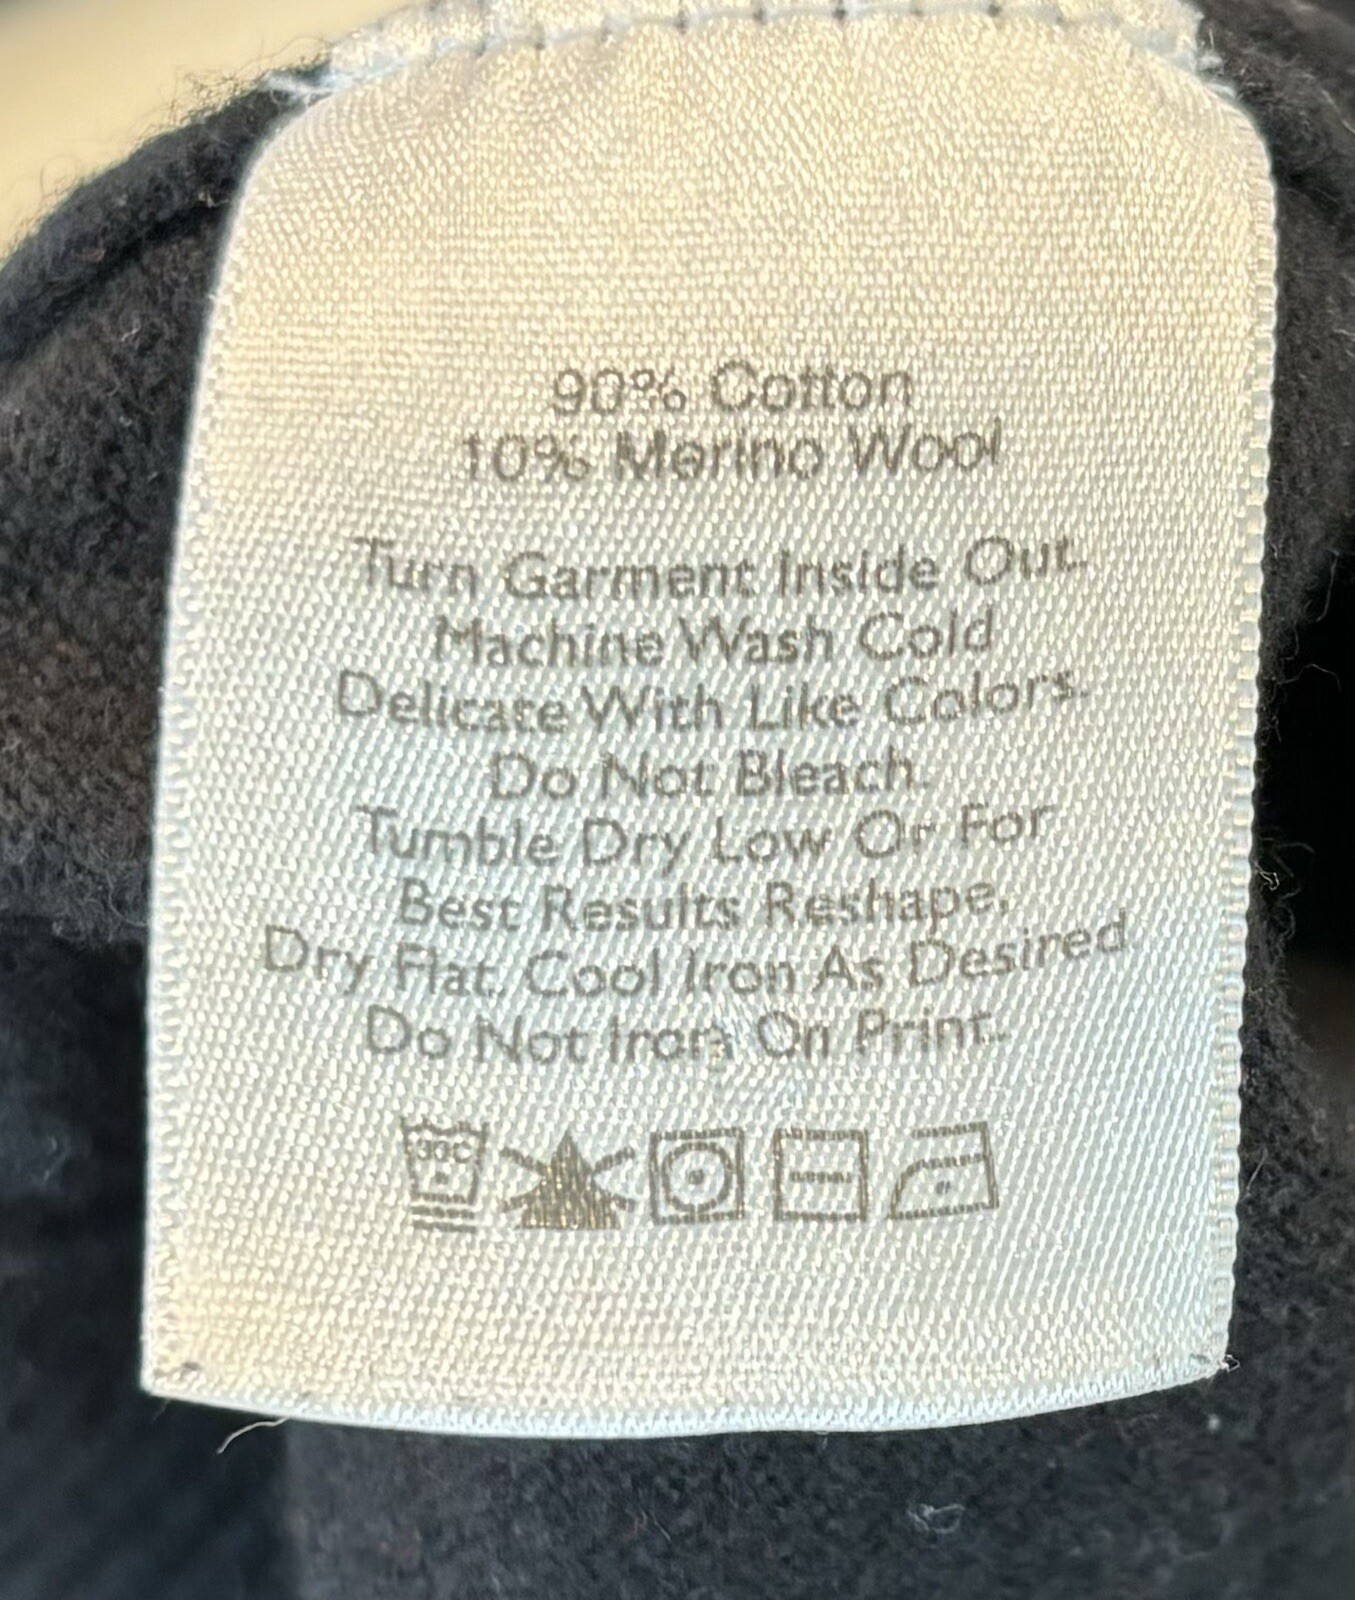 90% Cotton
10% Merino Wool
Turn Garment Inside Out.
Machine Wash Cold
Delicate With Like Colors.
Do Not Bleach.
Tumble Dry Low Or For
Best Results Reshape,
Dry Flat. Cool Iron As Desired
Do Not Iron On Print.
30C